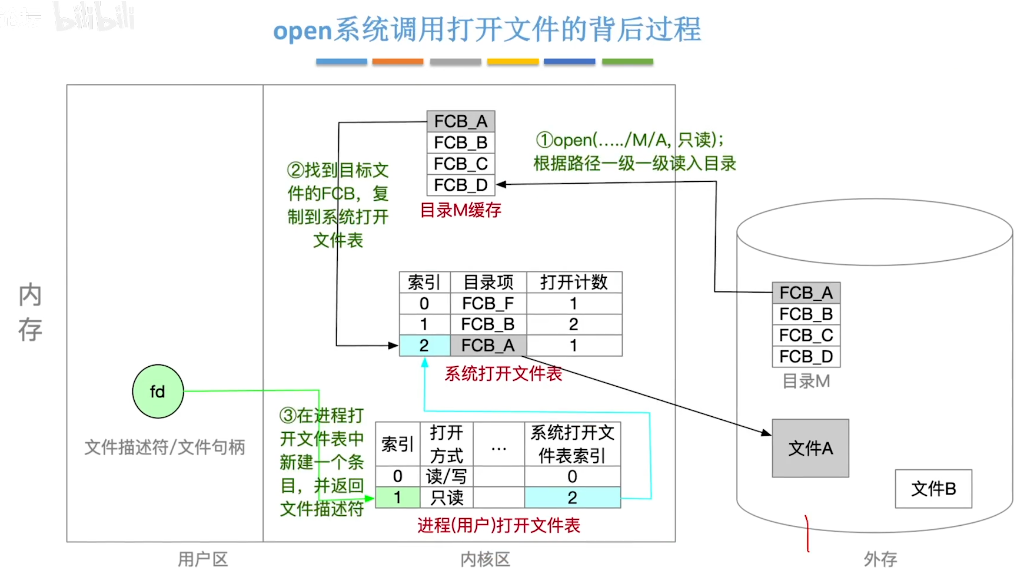 bilibili
open系统调用打开文件的背后过程
FCB_A
FCB_B
FCB_C
FCB_D
目录M缓存
①open(…../M/A, 只读);
根据路径一级一级读入目录
②找到目标文
件的FCB，复
制到系统打开
文件表
内
存
索引 目录项 打开计数
0 FCB_F 1
1 FCB_B 2
2 FCB_A 1
系统打开文件表
FCB_A
FCB_B
FCB_C
FCB_D
目录M
fd
文件描述符/文件句柄
③在进程打
开文件表中
新建一个条
目，并返回
文件描述符
索引 打开 … 系统打开文
方式 件表索引
0 读/写 0
1 只读 2
进程(用户)打开文件表
文件A
文件B
用户区
内核区
外存